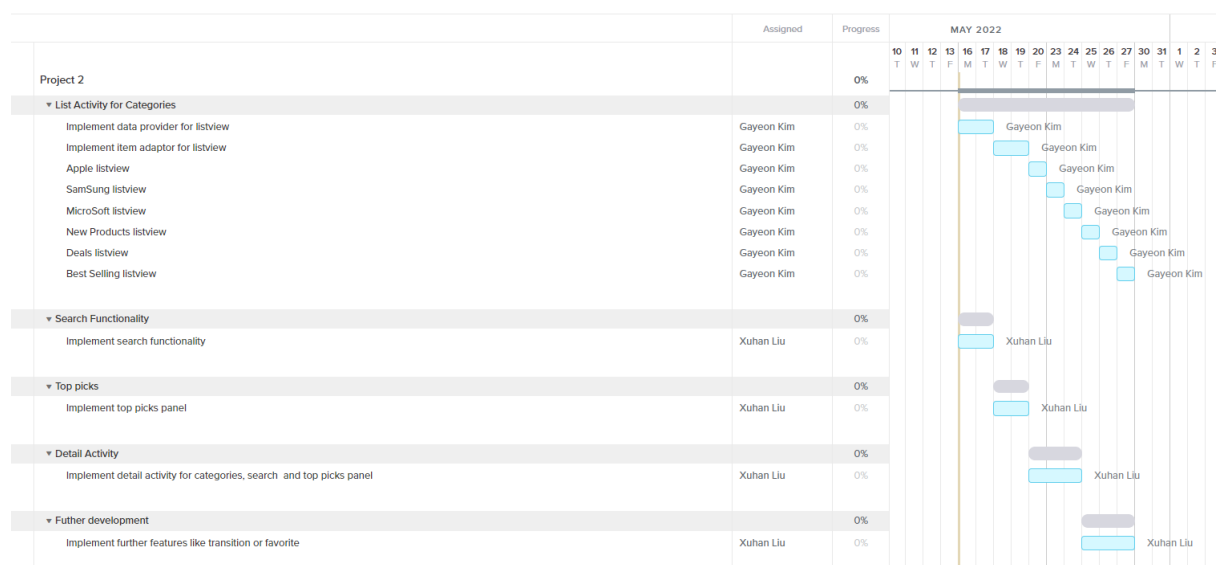 Assigned Progress MAY 2022
10 11 12 13 16 17 18 19 20 23 24 25 26 27 30 31 1 2 3
T W T F M T W T F M T W T F M T W T F
Project 2 0%
List Activity for Categories 0%
Implement data provider for listview Gayeon Kim 0% Gayeon Kim
Implement item adaptor for listview Gayeon Kim 0% Gayeon Kim
Apple listview Gayeon Kim 0% Gayeon Kim
SamSung listview Gayeon Kim 0% Gayeon Kim
MicroSoft listview Gayeon Kim 0% Gayeon Kim
New Products listview Gayeon Kim 0% Gayeon Kim
Deals listview Gayeon Kim 0% Gayeon Kim
Best Selling listview Gayeon Kim 0% Gayeon Kim
Search Functionality 0%
Implement search functionality Xuhan Liu 0% Xuhan Liu
Top picks 0%
Implement top picks panel Xuhan Liu 0% Xuhan Liu
Detail Activity 0%
Implement detail activity for categories, search and top picks panel Xuhan Liu 0% Xuhan Liu
Futher development 0%
Implement further features like transition or favorite Xuhan Liu 0% Xuhan Liu